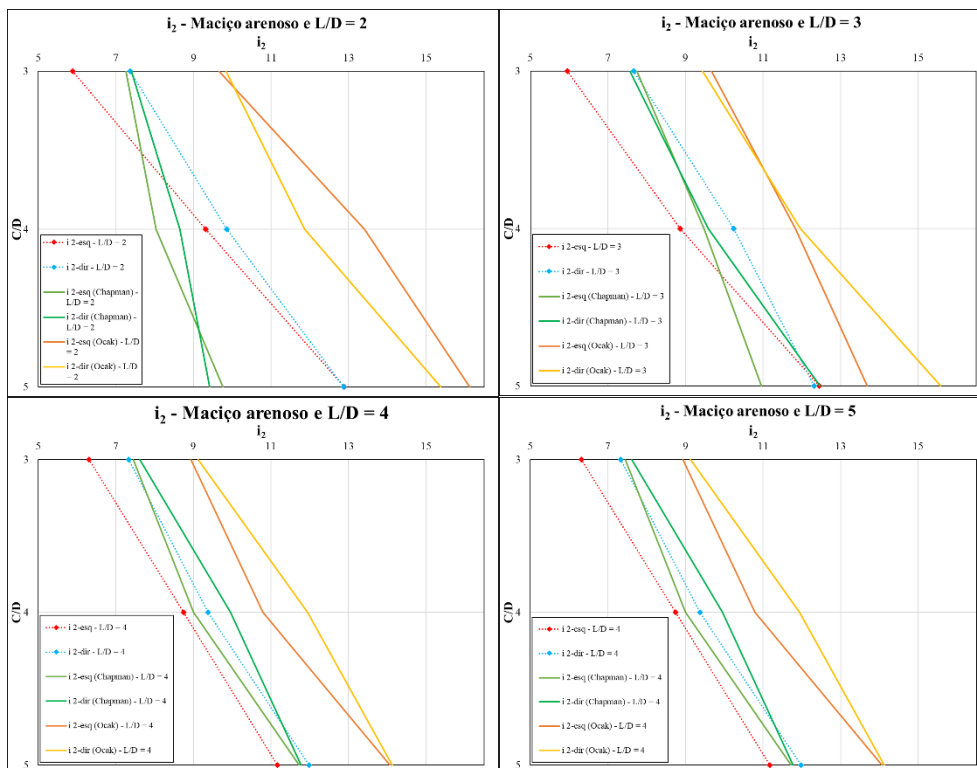 i₂ - Maciço arenoso e L/D = 2
i₂
5 7 9 11 13 15
3
C/D
4
5
i 2-esq - L/D = 2
i 2-dir - L/D = 2
i 2-esq (Chapman) -
L/D = 2
i 2-dir (Chapman) -
L/D = 2
i 2-esq (Ocak) - L/D
= 2
i 2-dir (Ocak) - L/D
= 2
i₂ - Maciço arenoso e L/D = 3
i₂
5 7 9 11 13 15
3
C/D
4
5
i 2-esq - L/D = 3
i 2-dir - L/D = 3
i 2-esq (Chapman) - L/D = 3
i 2-dir (Chapman) - L/D = 3
i 2-esq (Ocak) - L/D = 3
i 2-dir (Ocak) - L/D = 3
i₂ - Maciço arenoso e L/D = 4
i₂
5 7 9 11 13 15
3
C/D
4
5
i 2-esq - L/D = 4
i 2-dir - L/D = 4
i 2-esq (Chapman) - L/D = 4
i 2-dir (Chapman) - L/D = 4
i 2-esq (Ocak) - L/D = 4
i 2-dir (Ocak) - L/D = 4
i₂ - Maciço arenoso e L/D = 5
i₂
5 7 9 11 13 15
3
C/D
4
5
i 2-esq - L/D = 4
i 2-dir - L/D = 4
i 2-esq (Chapman) - L/D = 4
i 2-dir (Chapman) - L/D = 4
i 2-esq (Ocak) - L/D = 4
i 2-dir (Ocak) - L/D = 4